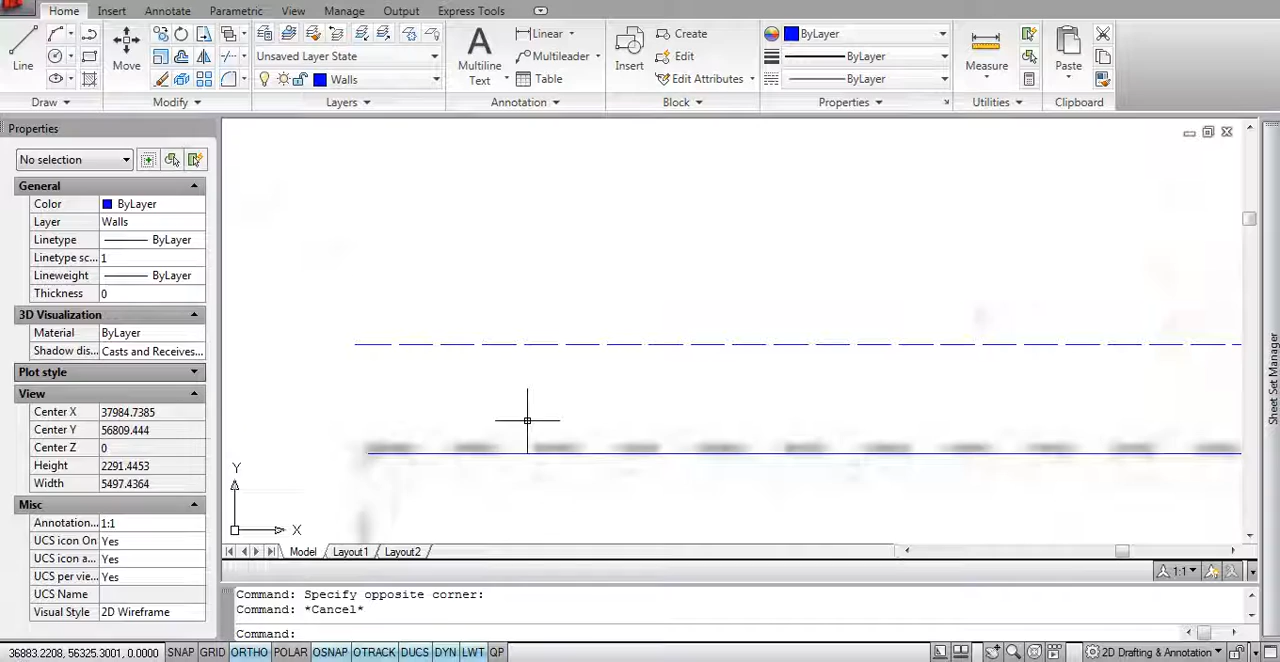 Home Insert Annotate Parametric View Manage Output Express Tools
Line
Move
Unsaved Layer State
Walls
Multiline
Text
Linear
Multileader
Table
Insert
Create
Edit
Edit Attributes
ByLayer
ByLayer
ByLayer
Measure
Paste
Draw Modify Layers Annotation Block Properties Utilities Clipboard
Properties
No selection
General
Color ByLayer
Layer Walls
Linetype ByLayer
Linetype sc... 1
Lineweight ByLayer
Thickness 0
3D Visualization
Material ByLayer
Shadow dis... Casts and Receives...
Plot style
View
Center X 37984.7385
Center Y 56809.444
Center Z 0
Height 2291.4453
Width 5497.4364
Misc
Annotation... 1:1
UCS icon On Yes
UCS icon a... Yes
UCS per vie... Yes
UCS Name
Visual Style 2D Wireframe
Y
X
Model Layout1 Layout2
1:1
Command: Specify opposite corner:
Command: *Cancel*
Command:
Sheet Set Manager
36883.2208, 56325.3001, 0.0000 SNAP GRID ORTHO POLAR OSNAP OTRACK DUCS DYN LWT QP 2D Drafting & Annotation